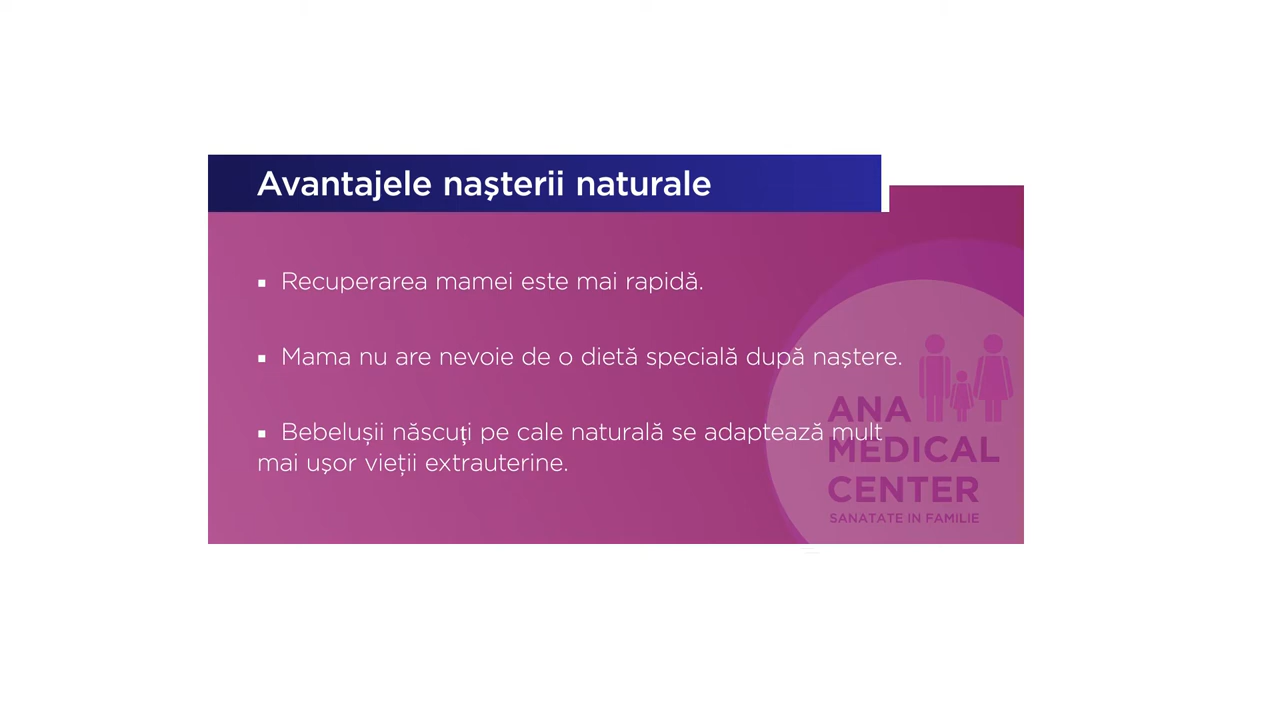 Avantajele nașterii naturale
▪ Recuperarea mamei este mai rapidă.
▪ Mama nu are nevoie de o dietă specială după naștere.
▪ Bebelușii născuți pe cale naturală se adaptează mult
mai ușor vieții extrauterine.
ANA
MEDICAL
CENTER
SANATATE IN FAMILIE